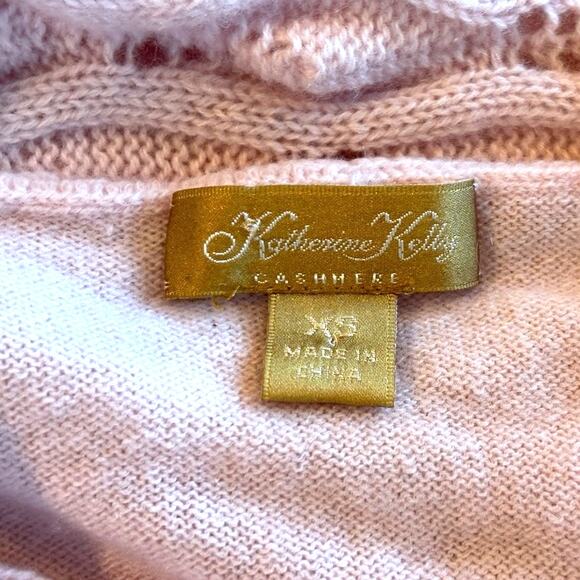 Katherine Kelly
CASHMERE
XS
MADE IN
CHINA